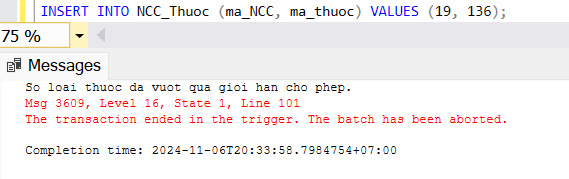 INSERT INTO NCC_Thuoc (ma_NCC, ma_thuoc) VALUES (19, 136);
75 %
Messages
So loai thuoc da vuot qua gioi han cho phep.
Msg 3609, Level 16, State 1, Line 101
The transaction ended in the trigger. The batch has been aborted.
Completion time: 2024-11-06T20:33:58.7984754+07:00